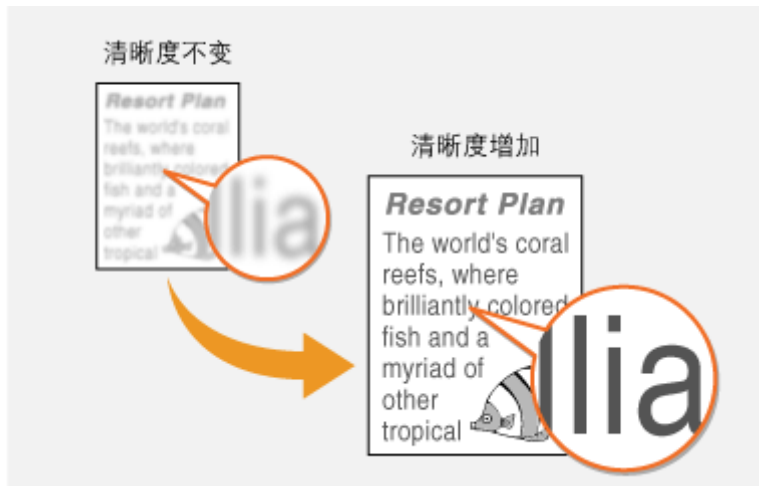 清晰度不变
Resort Plan
The world's coral
reefs, where
brilliantly colored
fish and a
myriad of
other
tropical
llia
清晰度增加
Resort Plan
The world's coral
reefs, where
brilliantly colored
fish and a
myriad of
other
tropical
llia